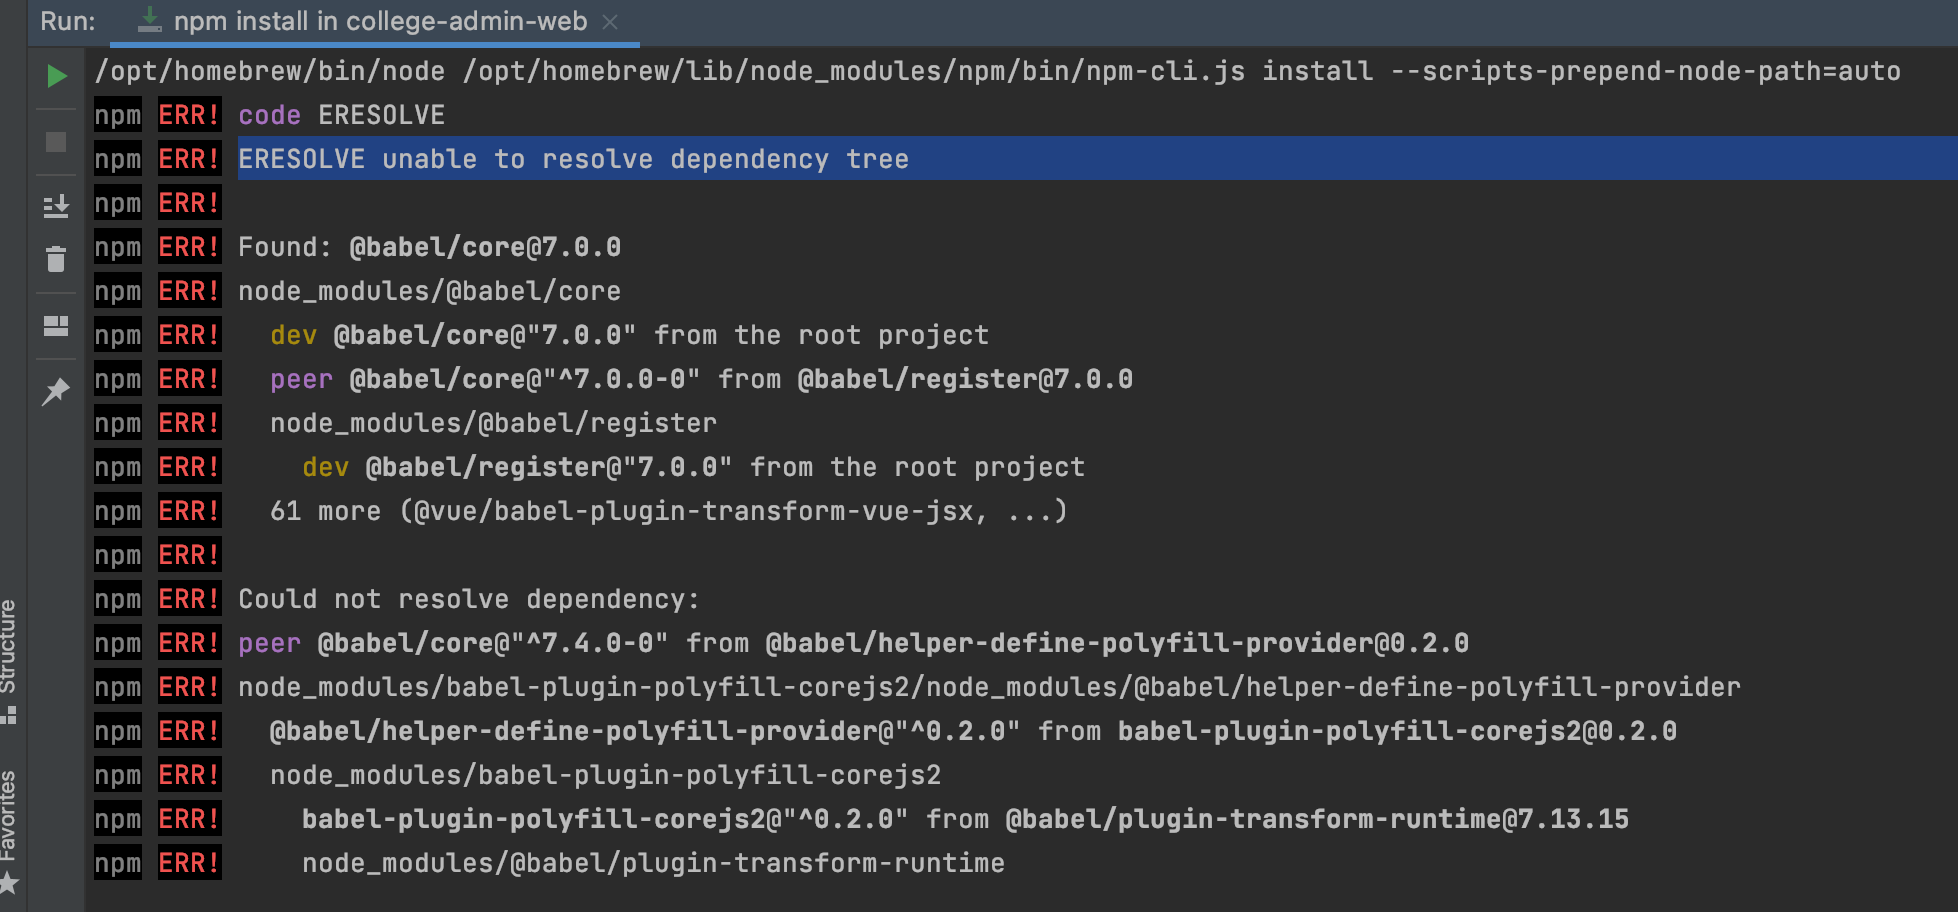 Run: npm install in college-admin-web
/opt/homebrew/bin/node /opt/homebrew/lib/node_modules/npm/bin/npm-cli.js install --scripts-prepend-node-path=auto
npm ERR! code ERESOLVE
npm ERR! ERESOLVE unable to resolve dependency tree
npm ERR!
npm ERR! Found: @babel/core@7.0.0
npm ERR! node_modules/@babel/core
npm ERR!   dev @babel/core@"7.0.0" from the root project
npm ERR!   peer @babel/core@"^7.0.0-0" from @babel/register@7.0.0
npm ERR!   node_modules/@babel/register
npm ERR!     dev @babel/register@"7.0.0" from the root project
npm ERR!   61 more (@vue/babel-plugin-transform-vue-jsx, ...)
npm ERR!
npm ERR! Could not resolve dependency:
npm ERR! peer @babel/core@"^7.4.0-0" from @babel/helper-define-polyfill-provider@0.2.0
npm ERR! node_modules/babel-plugin-polyfill-corejs2/node_modules/@babel/helper-define-polyfill-provider
npm ERR!   @babel/helper-define-polyfill-provider@"^0.2.0" from babel-plugin-polyfill-corejs2@0.2.0
npm ERR!   node_modules/babel-plugin-polyfill-corejs2
npm ERR!     babel-plugin-polyfill-corejs2@"^0.2.0" from @babel/plugin-transform-runtime@7.13.15
npm ERR!     node_modules/@babel/plugin-transform-runtime
Structure
Favorites